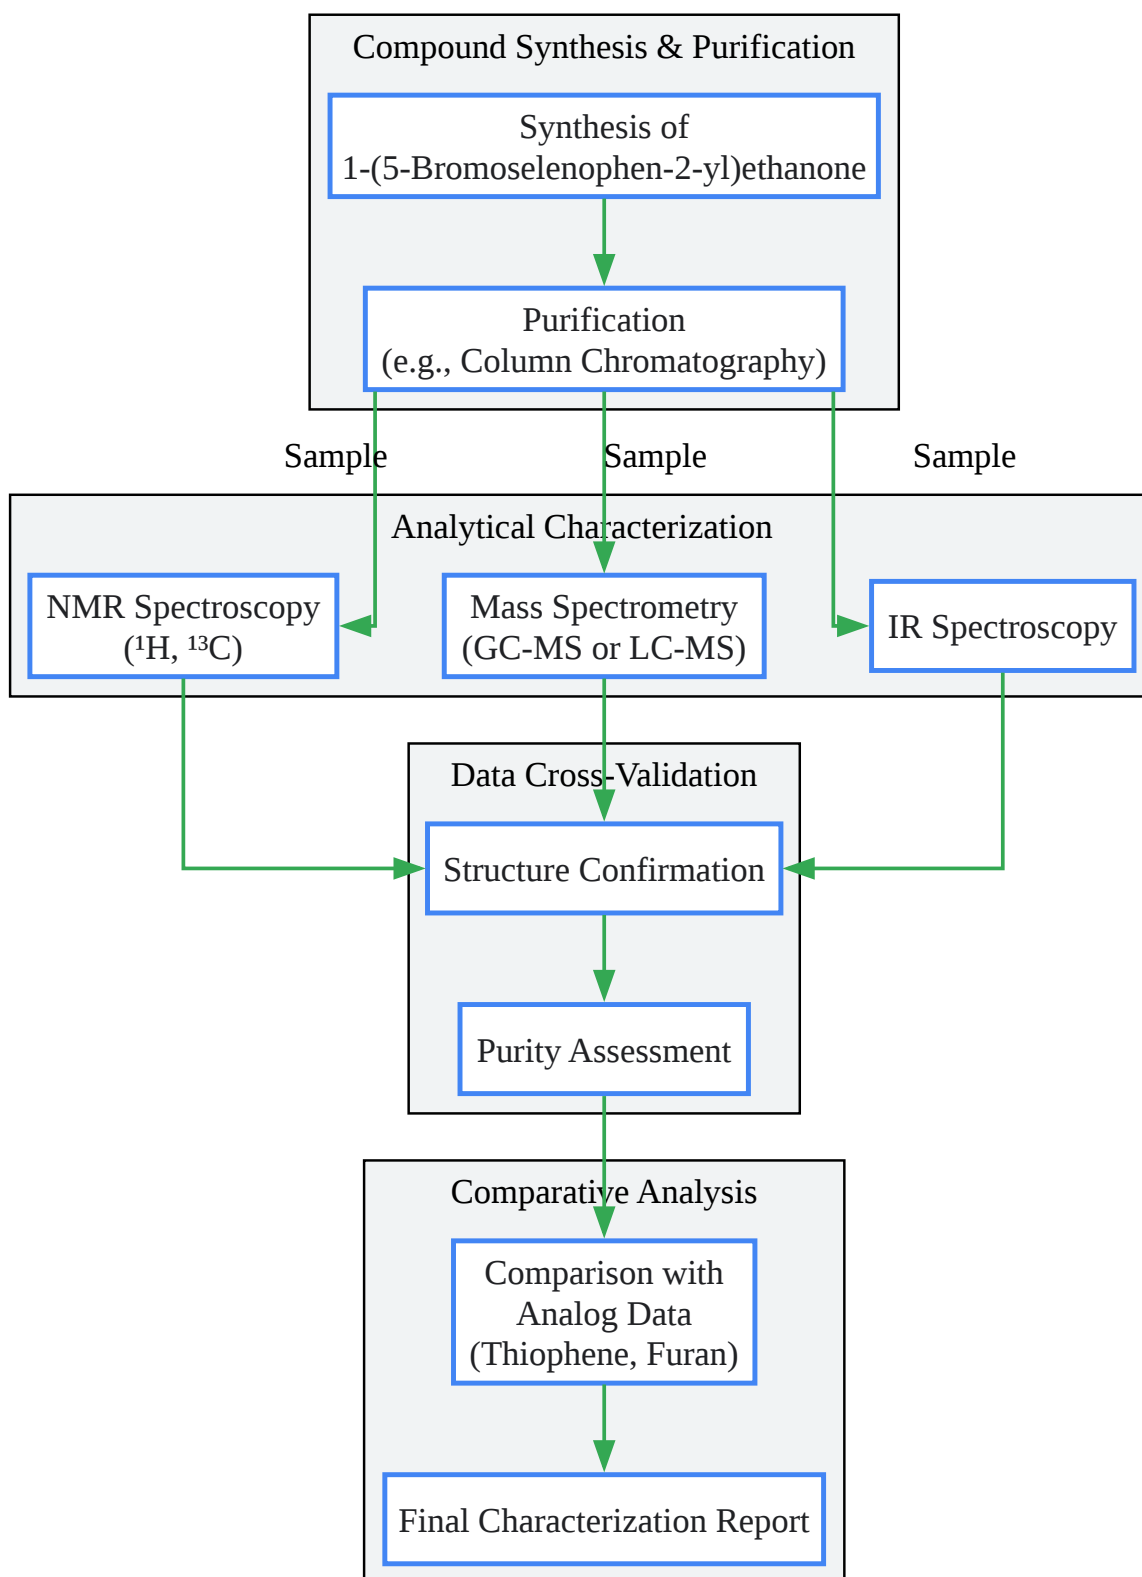 Compound Synthesis & Purification
Synthesis of
1-(5-Bromoselenophen-2-yl)ethanone
Purification
(e.g., Column Chromatography)
Sample
Sample
Sample
Analytical Characterization
NMR Spectroscopy
(¹H, ¹³C)
Mass Spectrometry
(GC-MS or LC-MS)
IR Spectroscopy
Data Cross-Validation
Structure Confirmation
Purity Assessment
Comparative Analysis
Comparison with
Analog Data
(Thiophene, Furan)
Final Characterization Report